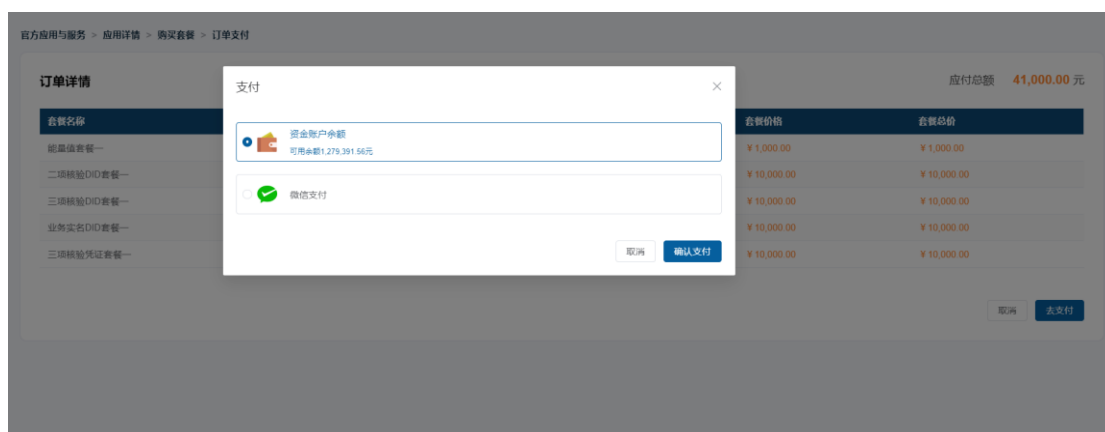 官方应用与服务 > 应用详情 > 购买套餐 > 订单支付
订单详情
应付总额 41,000.00 元
支付
资金账户余额
可用余额1,279,391.56元
微信支付
取消 确认支付
套餐名称 套餐价格 套餐总价
能量值套餐一 ¥ 1,000.00 ¥ 1,000.00
二项核验DID套餐一 ¥ 10,000.00 ¥ 10,000.00
三项核验DID套餐一 ¥ 10,000.00 ¥ 10,000.00
业务实名DID套餐一 ¥ 10,000.00 ¥ 10,000.00
三项核验凭证套餐一 ¥ 10,000.00 ¥ 10,000.00
取消 去支付